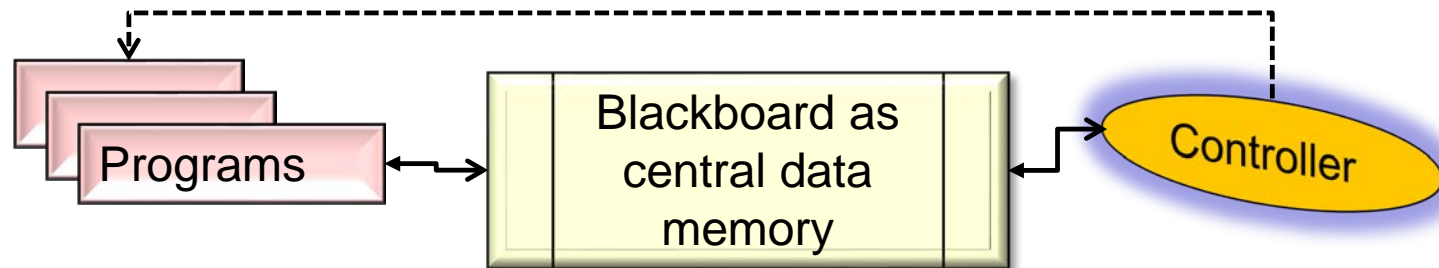 Programs
Blackboard as
central data
memory
Controller